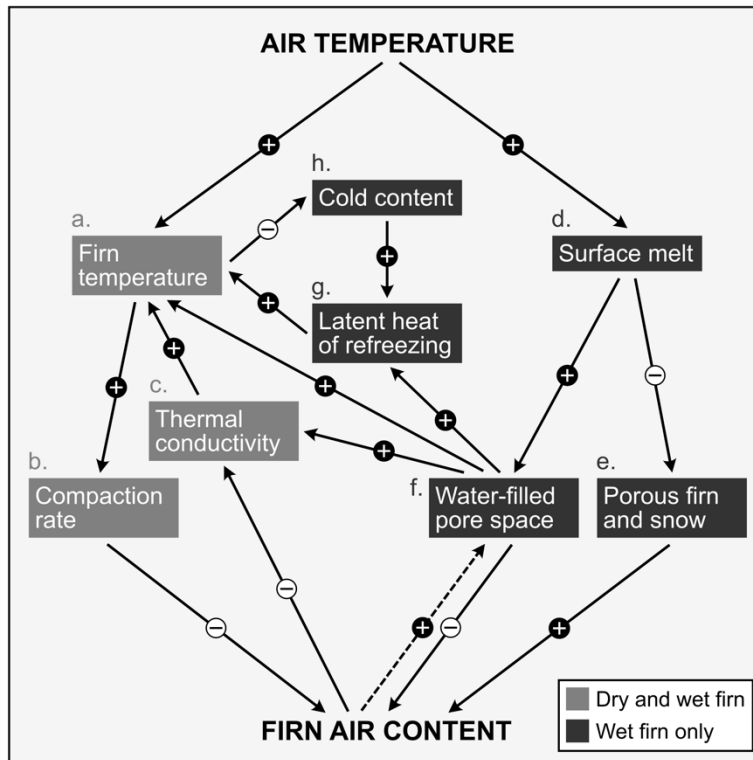 AIR TEMPERATURE
+
+
h.
Cold content
a.
Firn
temperature
−
d.
Surface melt
+
g.
Latent heat
of refreezing
+
+
c.
Thermal
conductivity
+
+
+
−
+
+
b.
Compaction
rate
f.
Water-filled
pore space
e.
Porous firn
and snow
−
−
+
−
+
FIRN AIR CONTENT
Dry and wet firn
Wet firn only